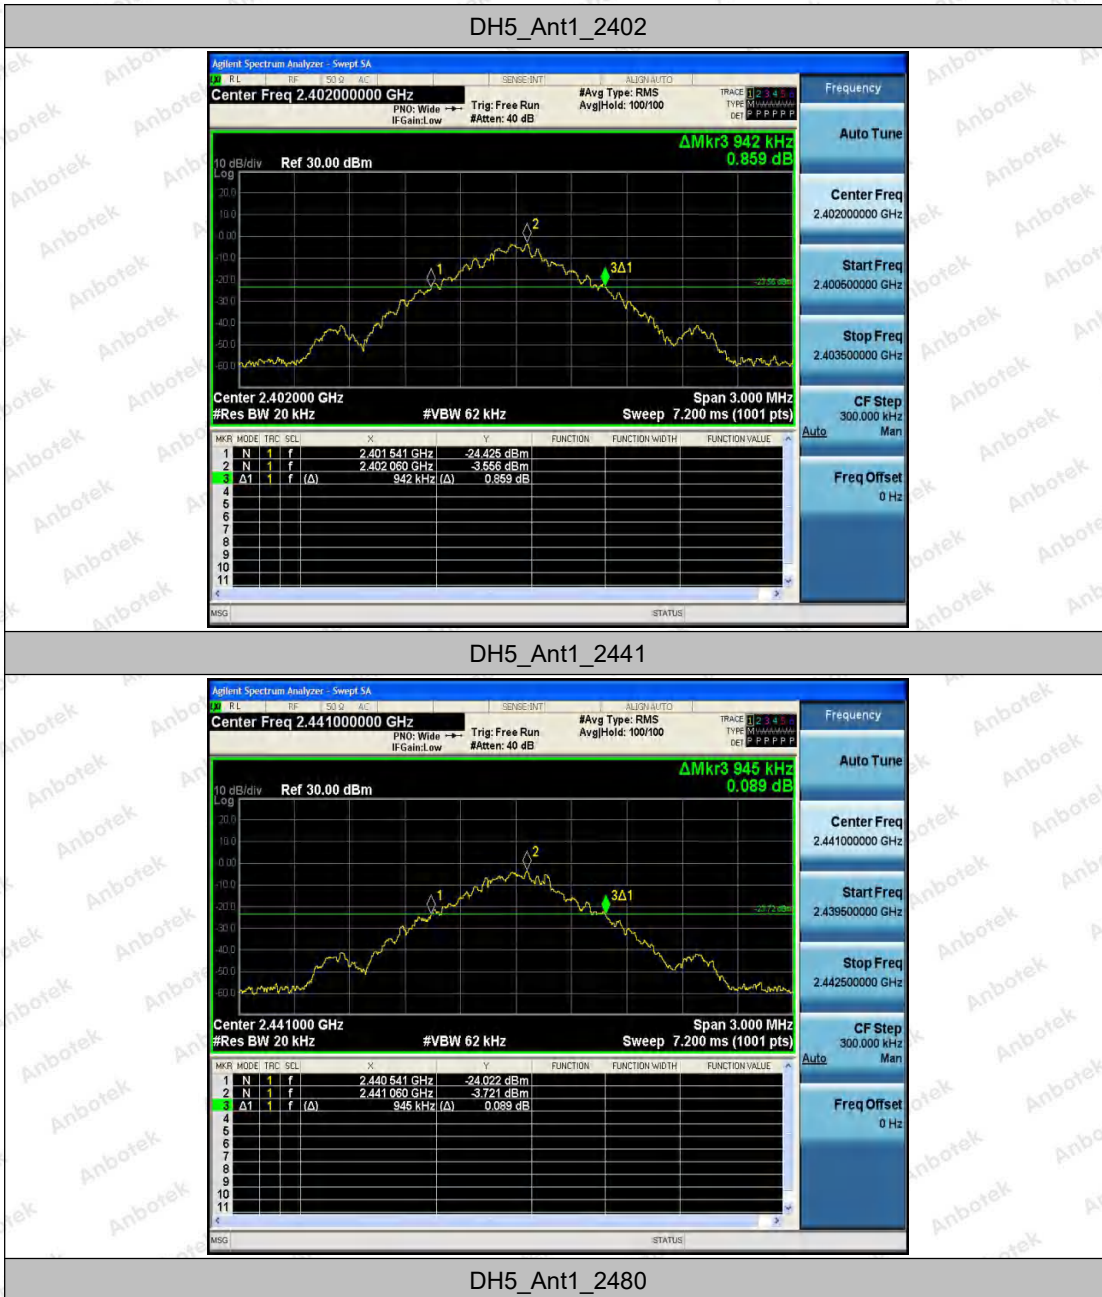 DH5_Ant1_2402
Agilent Spectrum Analyzer - Swept SA
RL RF 50 Ω AC SENSE:INT ALIGN AUTO
Center Freq 2.402000000 GHz
PNO: Wide
IFGain:Low
Trig: Free Run
#Atten: 40 dB
#Avg Type: RMS
Avg|Hold: 100/100
TRACE 1 2 3 4 5 6
TYPE M
DET P P P P P P
ΔMkr3 942 kHz
0.859 dB
10 dB/div Ref 30.00 dBm
Log
20.0
10.0
0.00
-10.0
-20.0
-30.0
-40.0
-50.0
-60.0
1
2
3Δ1
-23.56 dBm
Center 2.402000 GHz Span 3.000 MHz
#Res BW 20 kHz #VBW 62 kHz Sweep 7.200 ms (1001 pts)
MKR MODE TRC SCL X Y FUNCTION FUNCTION WIDTH FUNCTION VALUE
1 N 1 f 2.401 541 GHz -24.425 dBm
2 N 1 f 2.402 060 GHz -3.556 dBm
3 Δ1 1 f (Δ) 942 kHz (Δ) 0.859 dB
4
5
6
7
8
9
10
11
MSG STATUS
Frequency
Auto Tune
Center Freq
2.402000000 GHz
Start Freq
2.400500000 GHz
Stop Freq
2.403500000 GHz
CF Step
300.000 kHz
Auto Man
Freq Offset
0 Hz
DH5_Ant1_2441
Agilent Spectrum Analyzer - Swept SA
RL RF 50 Ω AC SENSE:INT ALIGN AUTO
Center Freq 2.441000000 GHz
PNO: Wide
IFGain:Low
Trig: Free Run
#Atten: 40 dB
#Avg Type: RMS
Avg|Hold: 100/100
TRACE 1 2 3 4 5 6
TYPE M
DET P P P P P P
ΔMkr3 945 kHz
0.089 dB
10 dB/div Ref 30.00 dBm
Log
20.0
10.0
0.00
-10.0
-20.0
-30.0
-40.0
-50.0
-60.0
1
2
3Δ1
-23.72 dBm
Center 2.441000 GHz Span 3.000 MHz
#Res BW 20 kHz #VBW 62 kHz Sweep 7.200 ms (1001 pts)
MKR MODE TRC SCL X Y FUNCTION FUNCTION WIDTH FUNCTION VALUE
1 N 1 f 2.440 541 GHz -24.022 dBm
2 N 1 f 2.441 060 GHz -3.721 dBm
3 Δ1 1 f (Δ) 945 kHz (Δ) 0.089 dB
4
5
6
7
8
9
10
11
MSG STATUS
Frequency
Auto Tune
Center Freq
2.441000000 GHz
Start Freq
2.439500000 GHz
Stop Freq
2.442500000 GHz
CF Step
300.000 kHz
Auto Man
Freq Offset
0 Hz
DH5_Ant1_2480
Anbotek